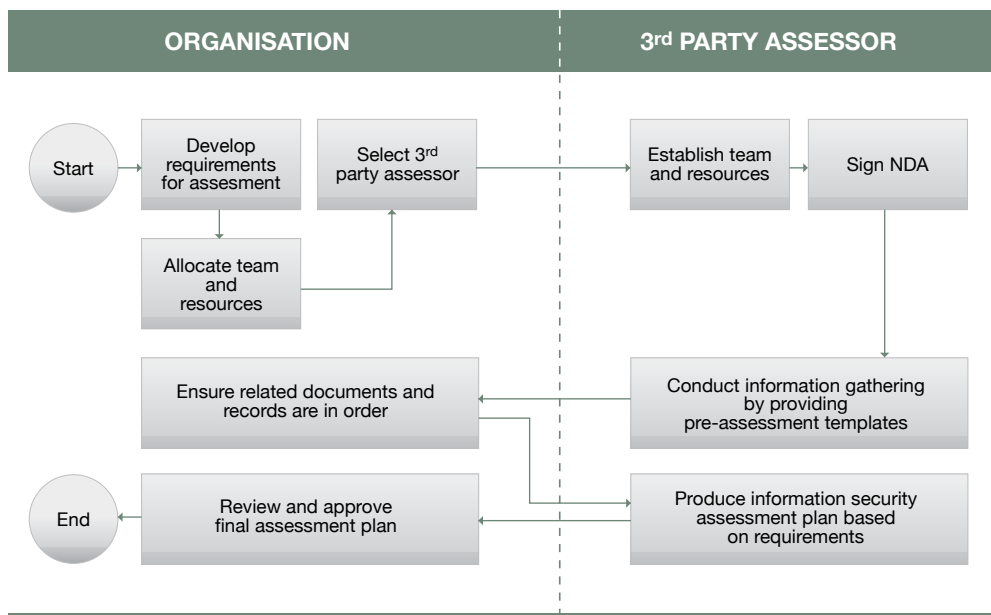 ORGANISATION
3rd PARTY ASSESSOR
Start
Develop
requirements
for assesment
Select 3rd
party assessor
Establish team
and resources
Sign NDA
Allocate team
and
resources
Ensure related documents and
records are in order
Conduct information gathering
by providing
pre-assessment templates
End
Review and approve
final assessment plan
Produce information security
assessment plan based
on requirements